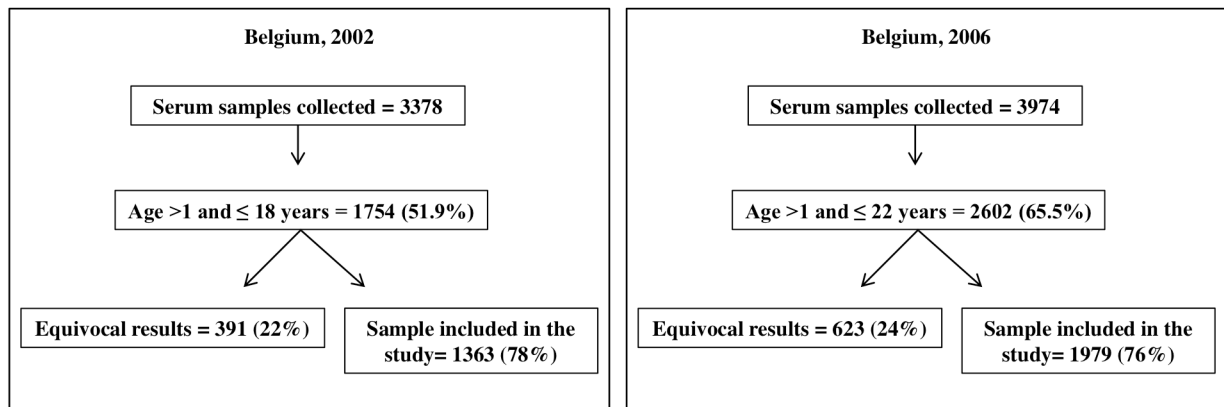 Belgium, 2002
Serum samples collected = 3378
Age >1 and ≤ 18 years = 1754 (51.9%)
Equivocal results = 391 (22%)
Sample included in the
study= 1363 (78%)
Belgium, 2006
Serum samples collected = 3974
Age >1 and ≤ 22 years = 2602 (65.5%)
Equivocal results = 623 (24%)
Sample included in the
study= 1979 (76%)